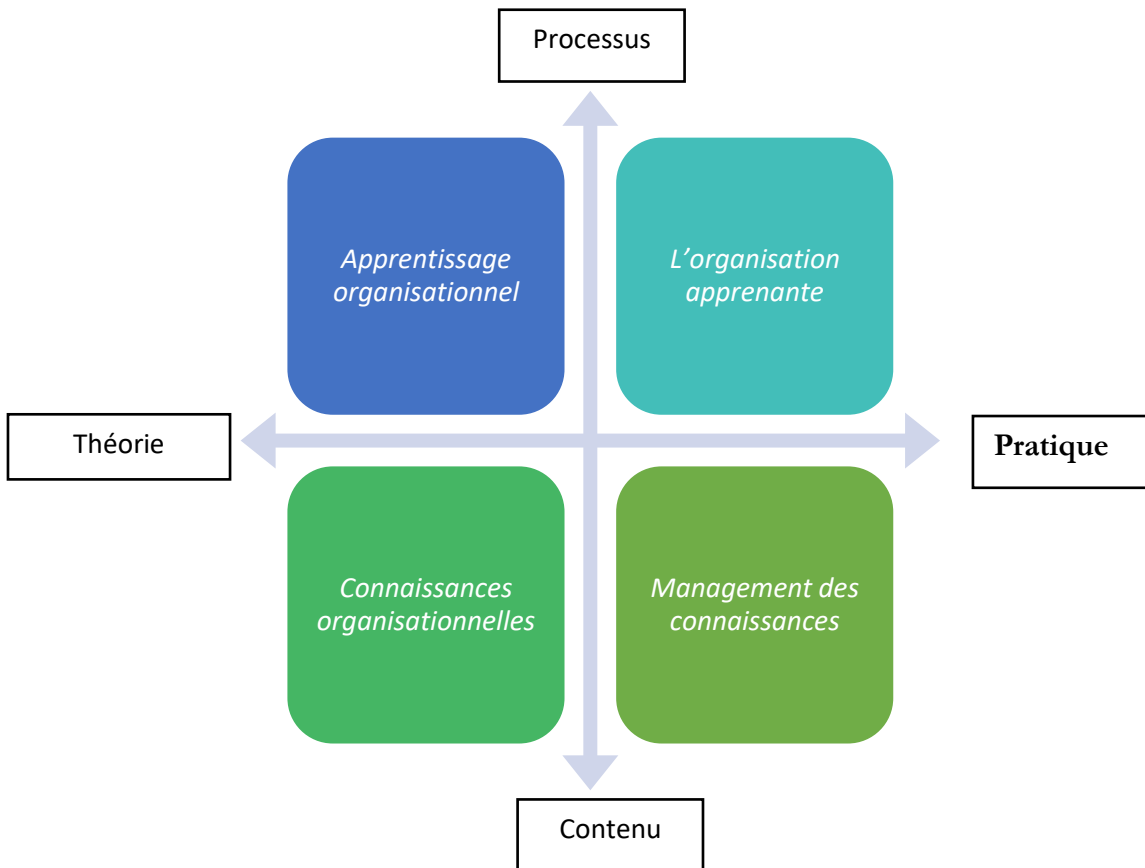 Processus
Apprentissage
organisationnel
L’organisation
apprenante
Théorie
Pratique
Connaissances
organisationnelles
Management des
connaissances
Contenu